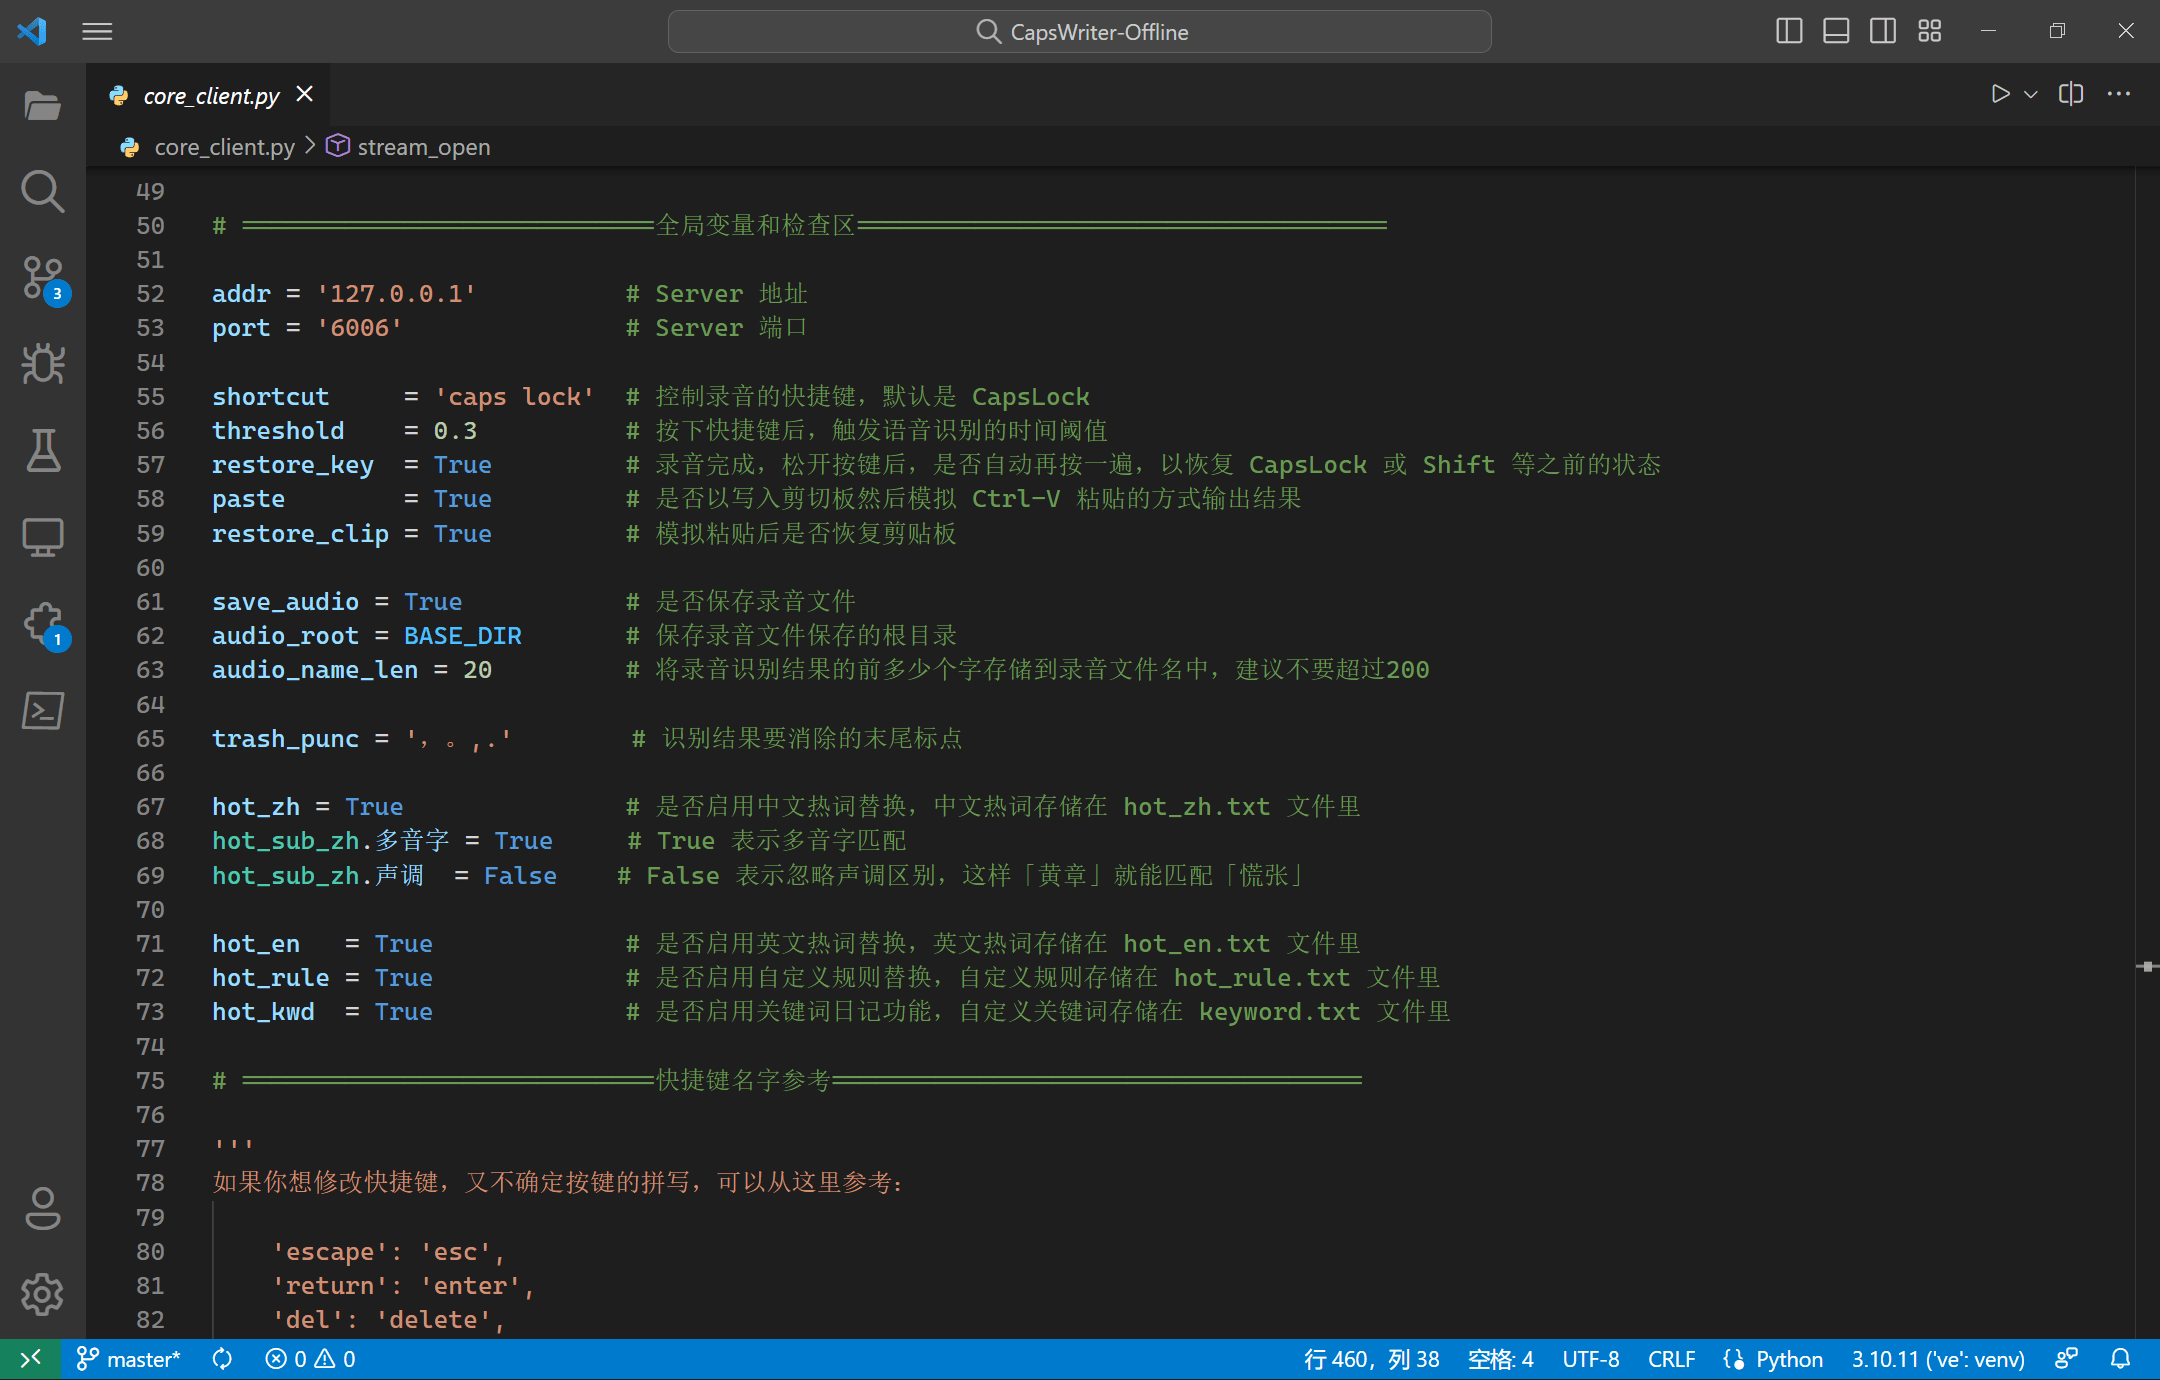 CapsWriter-Offline
core_client.py
core_client.py > stream_open
49
50 # ============================全局变量和检查区====================================
51
52 addr = '127.0.0.1'          # Server 地址
53 port = '6006'               # Server 端口
54
55 shortcut     = 'caps lock'  # 控制录音的快捷键，默认是 CapsLock
56 threshold    = 0.3          # 按下快捷键后，触发语音识别的时间阈值
57 restore_key  = True         # 录音完成，松开按键后，是否自动再按一遍，以恢复 CapsLock 或 Shift 等之前的状态
58 paste        = True         # 是否以写入剪切板然后模拟 Ctrl-V 粘贴的方式输出结果
59 restore_clip = True         # 模拟粘贴后是否恢复剪贴板
60
61 save_audio = True           # 是否保存录音文件
62 audio_root = BASE_DIR       # 保存录音文件保存的根目录
63 audio_name_len = 20         # 将录音识别结果的前多少个字存储到录音文件名中，建议不要超过200
64
65 trash_punc = '，。,.'        # 识别结果要消除的末尾标点
66
67 hot_zh = True               # 是否启用中文热词替换，中文热词存储在 hot_zh.txt 文件里
68 hot_sub_zh.多音字 = True     # True 表示多音字匹配
69 hot_sub_zh.声调  = False    # False 表示忽略声调区别，这样「黄章」就能匹配「慌张」
70
71 hot_en   = True             # 是否启用英文热词替换，英文热词存储在 hot_en.txt 文件里
72 hot_rule = True             # 是否启用自定义规则替换，自定义规则存储在 hot_rule.txt 文件里
73 hot_kwd  = True             # 是否启用关键词日记功能，自定义关键词存储在 keyword.txt 文件里
74
75 # ============================快捷键名字参考====================================
76
77 '''
78 如果你想修改快捷键，又不确定按键的拼写，可以从这里参考：
79
80     'escape': 'esc',
81     'return': 'enter',
82     'del': 'delete',
3
1
master* 0 0 行 460，列 38 空格: 4 UTF-8 CRLF Python 3.10.11 ('ve': venv)